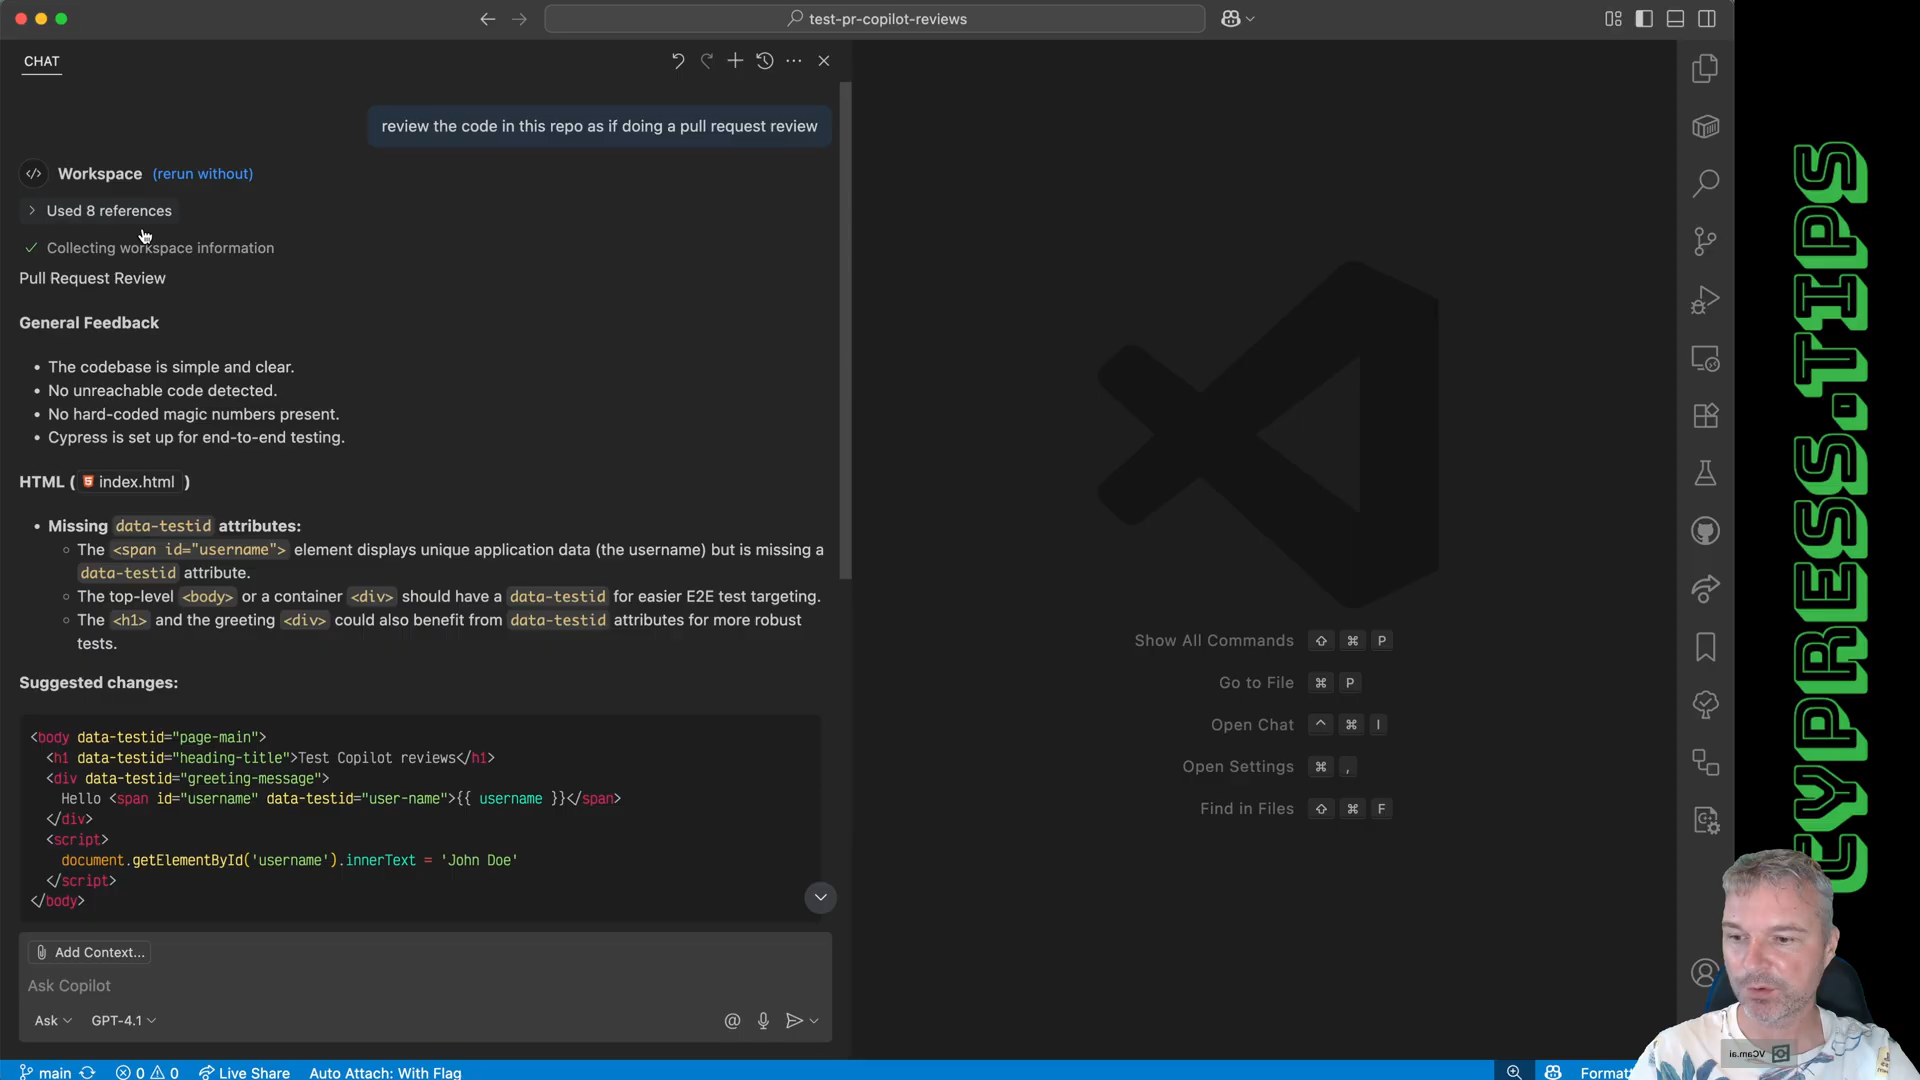 test-pr-copilot-reviews
CHAT
review the code in this repo as if doing a pull request review
Workspace (rerun without)
Used 8 references
Collecting workspace information
Pull Request Review
General Feedback
• The codebase is simple and clear.
• No unreachable code detected.
• No hard-coded magic numbers present.
• Cypress is set up for end-to-end testing.
HTML ( index.html )
• Missing data-testid attributes:
The <span id="username"> element displays unique application data (the username) but is missing a
data-testid attribute.
The top-level <body> or a container <div> should have a data-testid for easier E2E test targeting.
The <h1> and the greeting <div> could also benefit from data-testid attributes for more robust
tests.
Suggested changes:
<body data-testid="page-main">
<h1 data-testid="heading-title">Test Copilot reviews</h1>
<div data-testid="greeting-message">
Hello <span id="username" data-testid="user-name">{{ username }}</span>
</div>
<script>
document.getElementById('username').innerText = 'John Doe'
</script>
</body>
Add Context...
Ask Copilot
Ask GPT-4.1
main 0 0 Live Share Auto Attach: With Flag
Show All Commands ⇧ ⌘ P
Go to File ⌘ P
Open Chat ^ ⌘ I
Open Settings ⌘ ,
Find in Files ⇧ ⌘ F
Formatt
CYPRESS.TIPS
VCam.ai